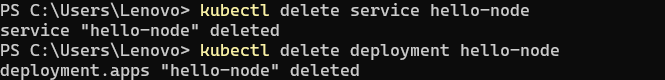 PS C:\Users\Lenovo> kubectl delete service hello-node
service "hello-node" deleted
PS C:\Users\Lenovo> kubectl delete deployment hello-node
deployment.apps "hello-node" deleted